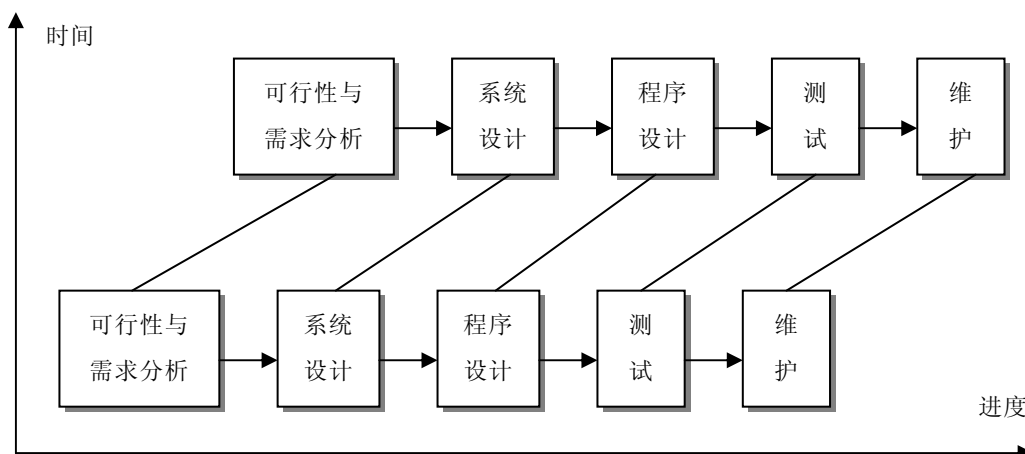 时间
可行性与
需求分析
系统
设计
程序
设计
测
试
维
护
可行性与
需求分析
系统
设计
程序
设计
测
试
维
护
进度